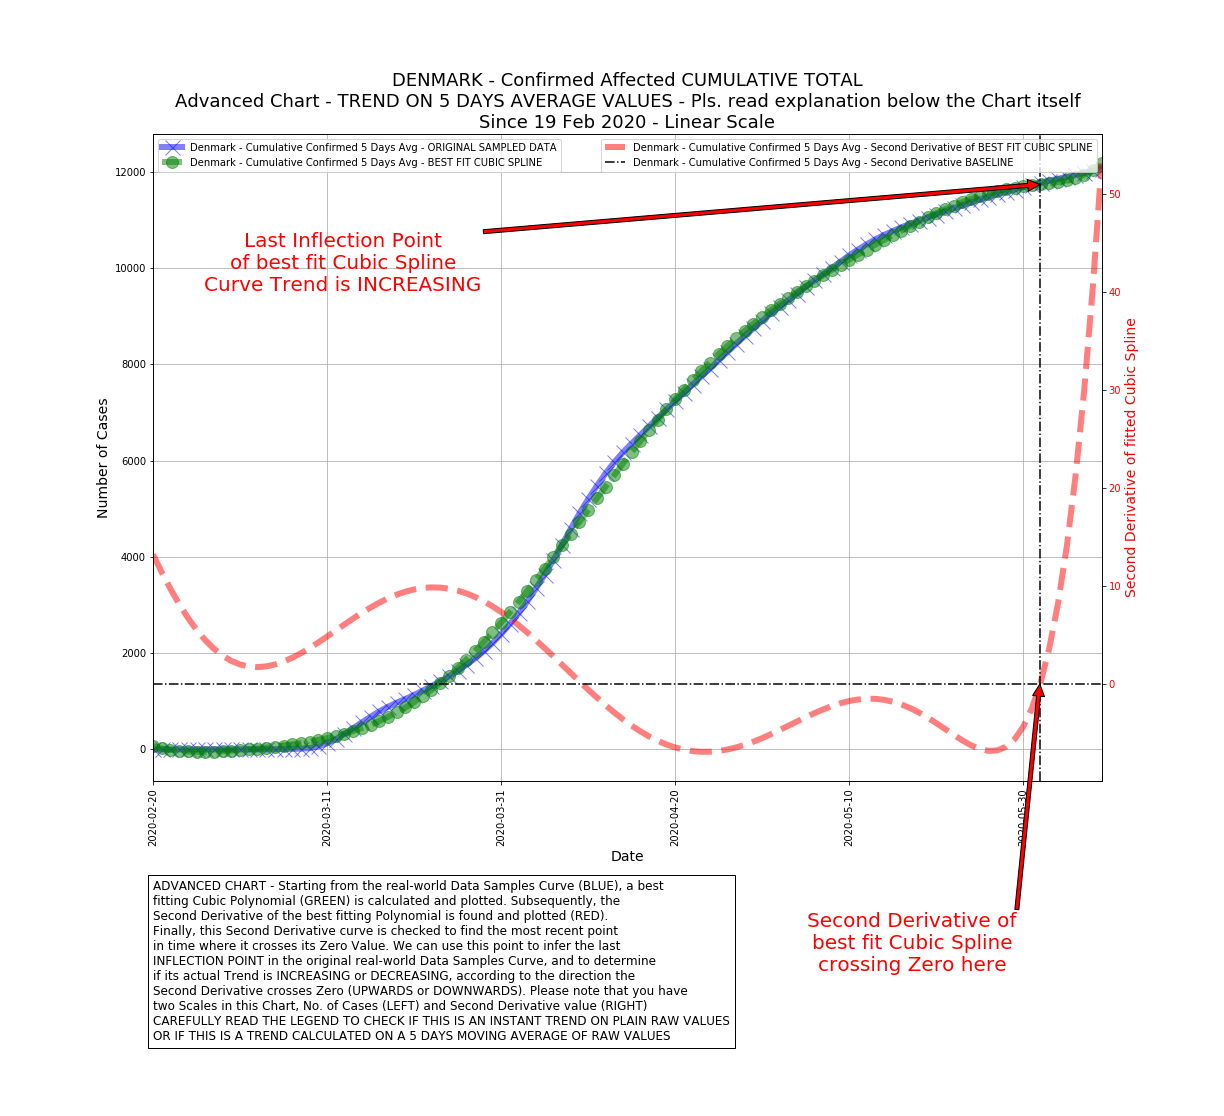 DENMARK - Confirmed Affected CUMULATIVE TOTAL
Advanced Chart - TREND ON 5 DAYS AVERAGE VALUES - Pls. read explanation below the Chart itself
Since 19 Feb 2020 - Linear Scale
Denmark - Cumulative Confirmed 5 Days Avg - ORIGINAL SAMPLED DATA
Denmark - Cumulative Confirmed 5 Days Avg - BEST FIT CUBIC SPLINE
Denmark - Cumulative Confirmed 5 Days Avg - Second Derivative of BEST FIT CUBIC SPLINE
Denmark - Cumulative Confirmed 5 Days Avg - Second Derivative BASELINE
Last Inflection Point
of best fit Cubic Spline
Curve Trend is INCREASING
Number of Cases
12000
10000
8000
6000
4000
2000
0
50
40
30
20
10
0
Second Derivative of fitted Cubic Spline
2020-02-20
2020-03-11
2020-03-31
2020-04-20
2020-05-10
2020-05-30
Date
ADVANCED CHART - Starting from the real-world Data Samples Curve (BLUE), a best
fitting Cubic Polynomial (GREEN) is calculated and plotted. Subsequently, the
Second Derivative of the best fitting Polynomial is found and plotted (RED).
Finally, this Second Derivative curve is checked to find the most recent point
in time where it crosses its Zero Value. We can use this point to infer the last
INFLECTION POINT in the original real-world Data Samples Curve, and to determine
if its actual Trend is INCREASING or DECREASING, according to the direction the
Second Derivative crosses Zero (UPWARDS or DOWNWARDS). Please note that you have
two Scales in this Chart, No. of Cases (LEFT) and Second Derivative value (RIGHT)
CAREFULLY READ THE LEGEND TO CHECK IF THIS IS AN INSTANT TREND ON PLAIN RAW VALUES
OR IF THIS IS A TREND CALCULATED ON A 5 DAYS MOVING AVERAGE OF RAW VALUES
Second Derivative of
best fit Cubic Spline
crossing Zero here